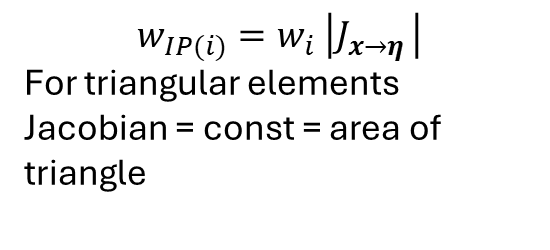 w_{IP(i)} = w_i |J_{x→η}|
For triangular elements
Jacobian = const = area of
triangle